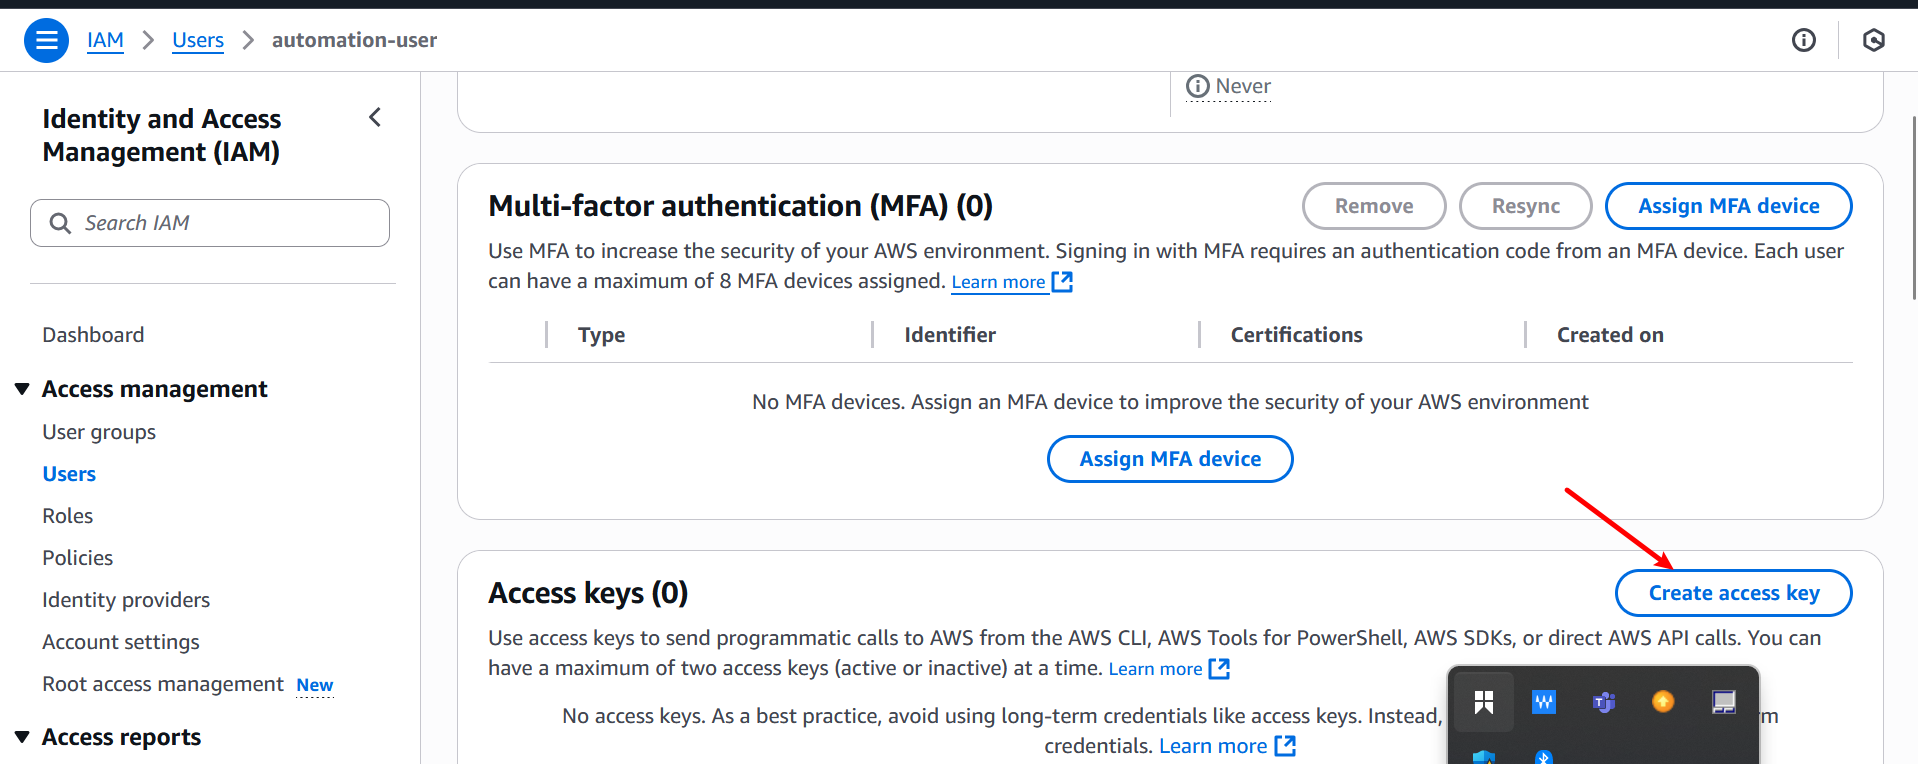 IAM > Users > automation-user
Never
Identity and Access
Management (IAM)
Search IAM
Dashboard
Access management
User groups
Users
Roles
Policies
Identity providers
Account settings
Root access management New
Access reports
Multi-factor authentication (MFA) (0)
Remove
Resync
Assign MFA device
Use MFA to increase the security of your AWS environment. Signing in with MFA requires an authentication code from an MFA device. Each user
can have a maximum of 8 MFA devices assigned. Learn more
Type
Identifier
Certifications
Created on
No MFA devices. Assign an MFA device to improve the security of your AWS environment
Assign MFA device
Access keys (0)
Create access key
Use access keys to send programmatic calls to AWS from the AWS CLI, AWS Tools for PowerShell, AWS SDKs, or direct AWS API calls. You can
have a maximum of two access keys (active or inactive) at a time. Learn more
No access keys. As a best practice, avoid using long-term credentials like access keys. Instead,
credentials. Learn more